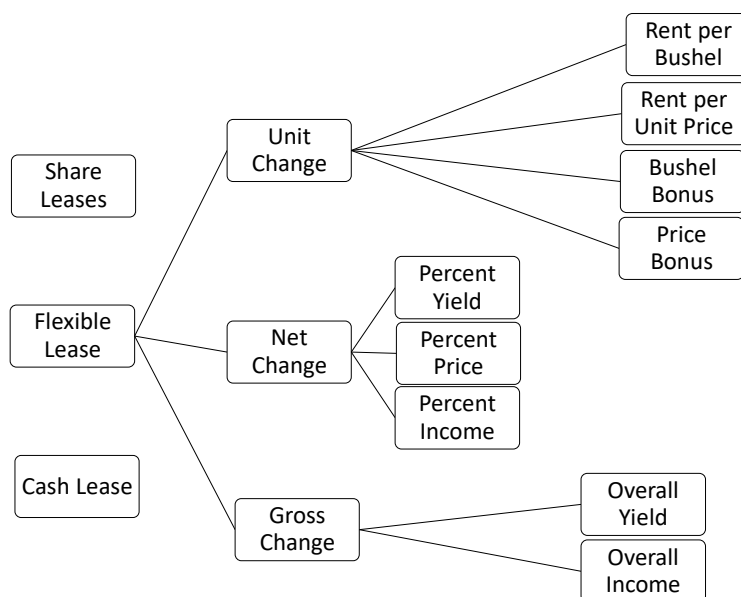 Share
Leases
Flexible
Lease
Cash Lease
Unit
Change
Net
Change
Gross
Change
Rent per
Bushel
Rent per
Unit Price
Bushel
Bonus
Price
Bonus
Percent
Yield
Percent
Price
Percent
Income
Overall
Yield
Overall
Income